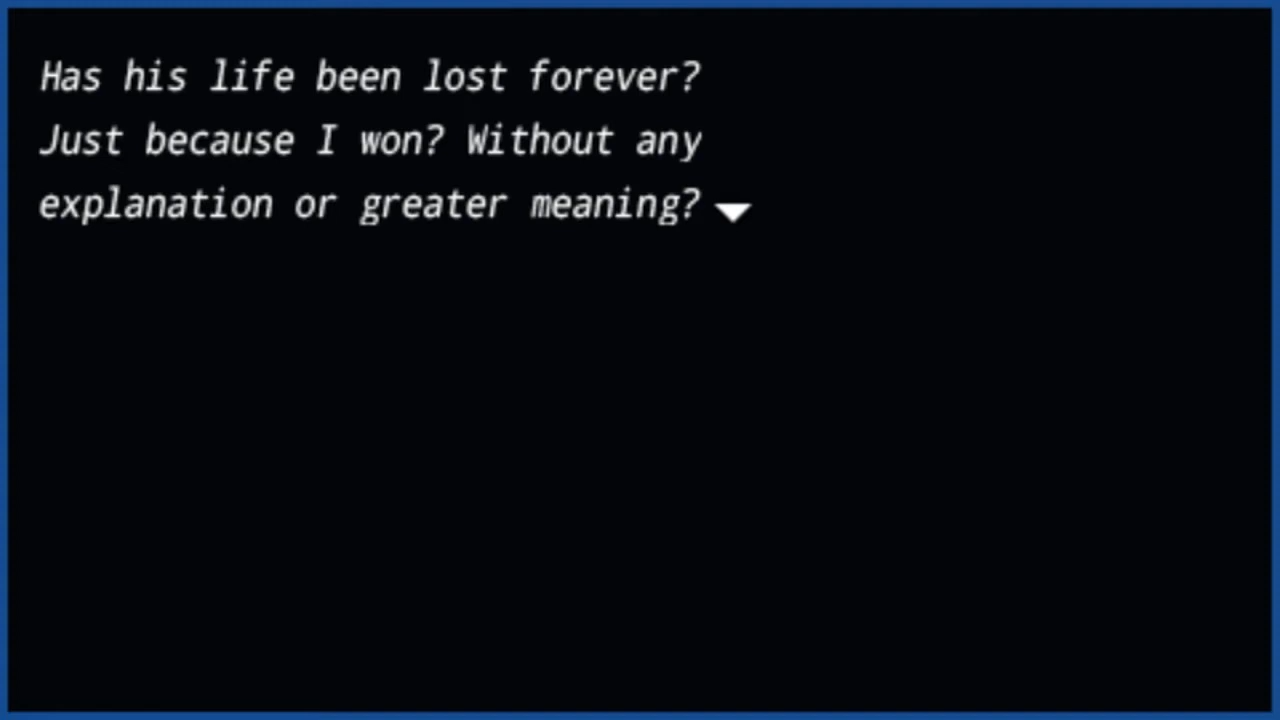 Has his life been lost forever?
Just because I won? Without any
explanation or greater meaning?